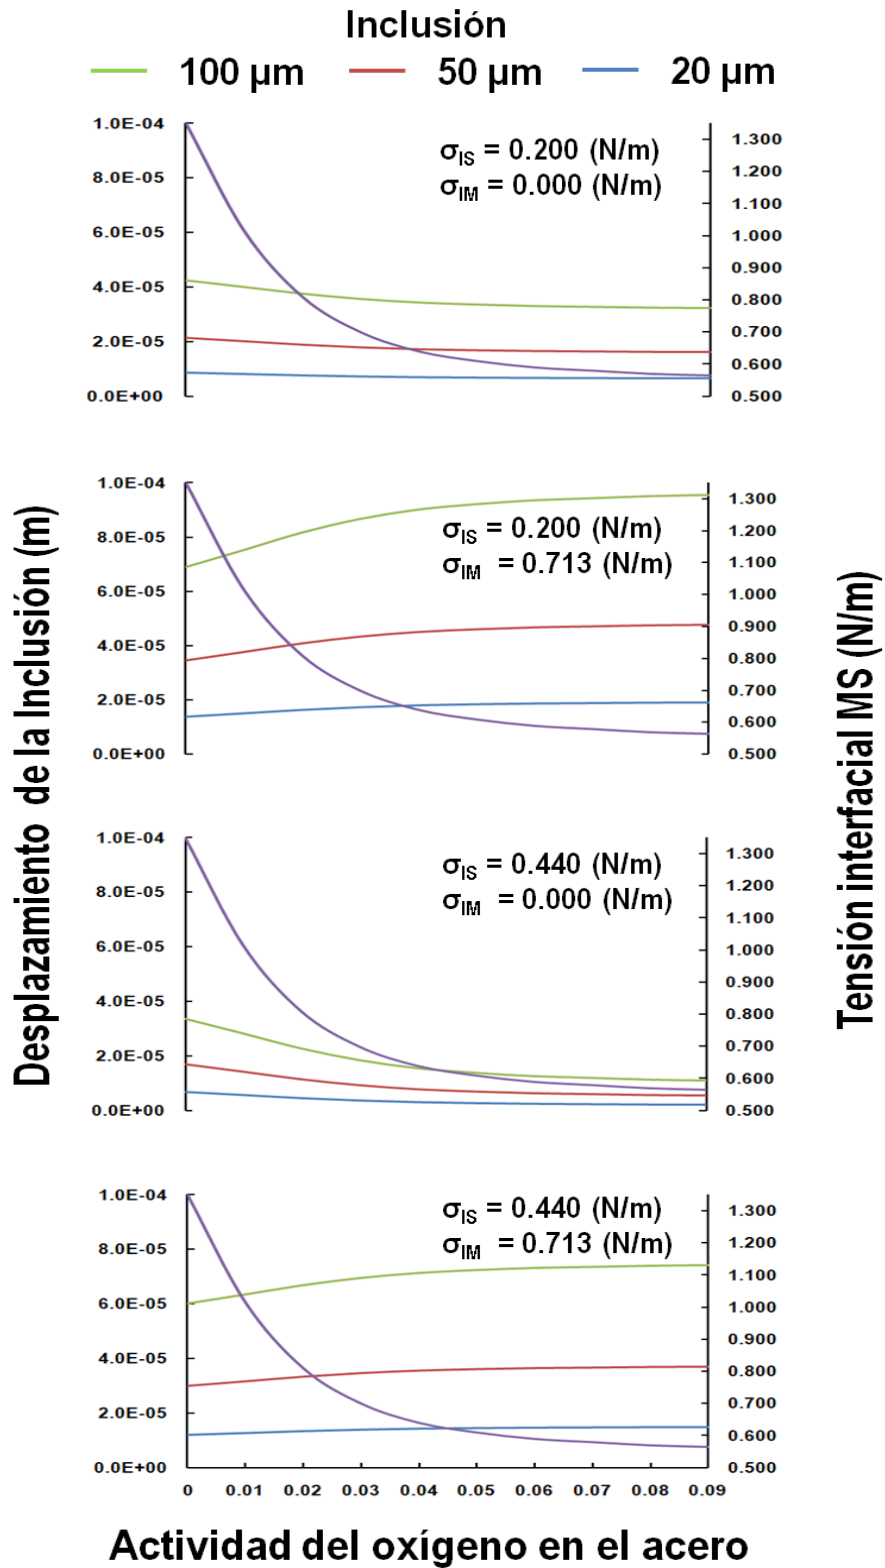 Inclusión
100 µm 50 µm 20 µm
1.0E-04
8.0E-05
6.0E-05
4.0E-05
2.0E-05
0.0E+00
σIS = 0.200 (N/m)
σIM = 0.000 (N/m)
1.300
1.200
1.100
1.000
0.900
0.800
0.700
0.600
0.500
1.0E-04
8.0E-05
6.0E-05
4.0E-05
2.0E-05
0.0E+00
σIS = 0.200 (N/m)
σIM = 0.713 (N/m)
1.300
1.200
1.100
1.000
0.900
0.800
0.700
0.600
0.500
Desplazamiento de la Inclusión (m)
Tensión interfacial MS (N/m)
1.0E-04
8.0E-05
6.0E-05
4.0E-05
2.0E-05
0.0E+00
σIS = 0.440 (N/m)
σIM = 0.000 (N/m)
1.300
1.200
1.100
1.000
0.900
0.800
0.700
0.600
0.500
1.0E-04
8.0E-05
6.0E-05
4.0E-05
2.0E-05
0.0E+00
σIS = 0.440 (N/m)
σIM = 0.713 (N/m)
1.300
1.200
1.100
1.000
0.900
0.800
0.700
0.600
0.500
0 0.01 0.02 0.03 0.04 0.05 0.06 0.07 0.08 0.09
Actividad del oxígeno en el acero